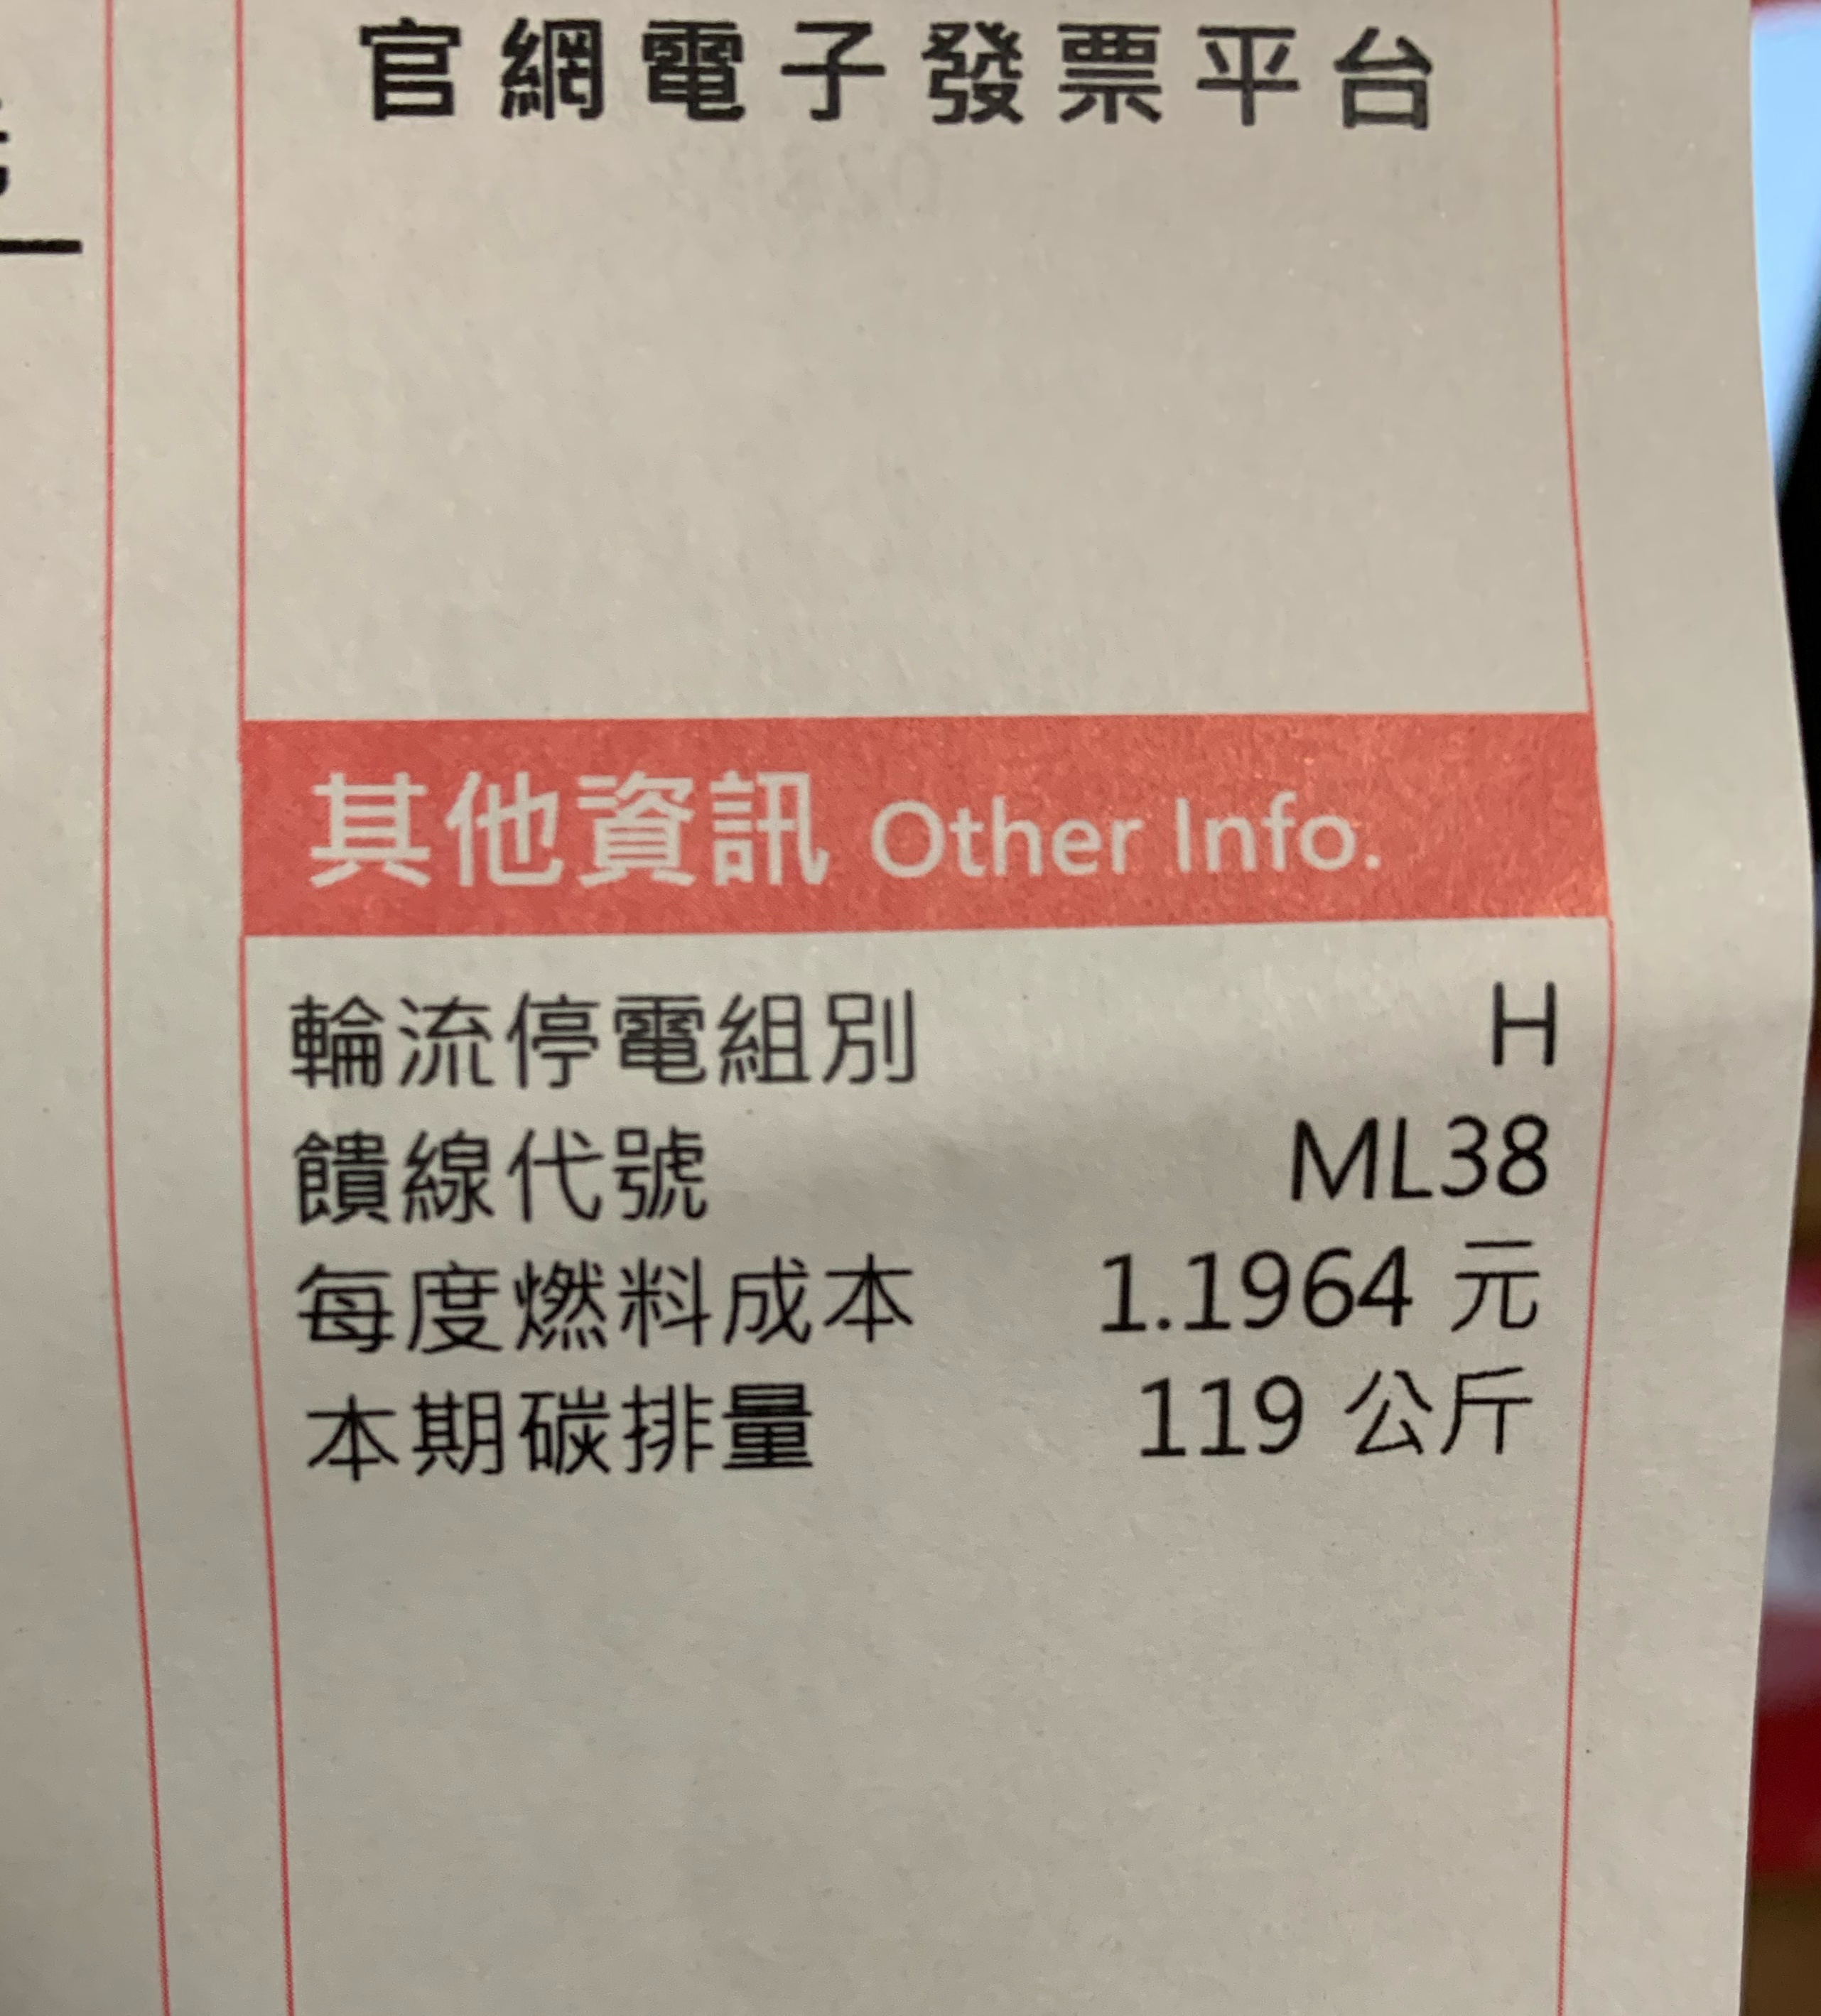 官網電子發票平台
其他資訊 Other Info.
輪流停電組別 H
饋線代號 ML38
每度燃料成本 1.1964 元
本期碳排量 119 公斤